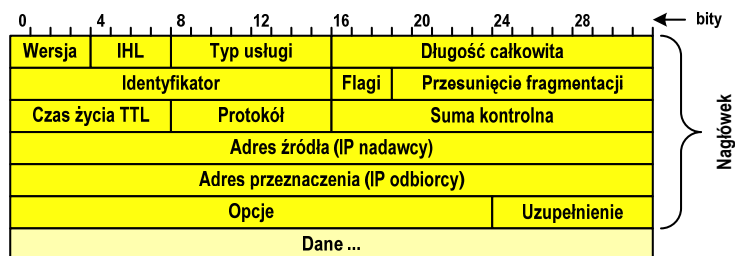 0 4 8 12 16 20 24 28 bity
Wersja IHL Typ usługi Długość całkowita
Identyfikator Flagi Przesunięcie fragmentacji
Czas życia TTL Protokół Suma kontrolna
Adres źródła (IP nadawcy)
Adres przeznaczenia (IP odbiorcy)
Opcje Uzupełnienie
Dane ...
Nagłówek